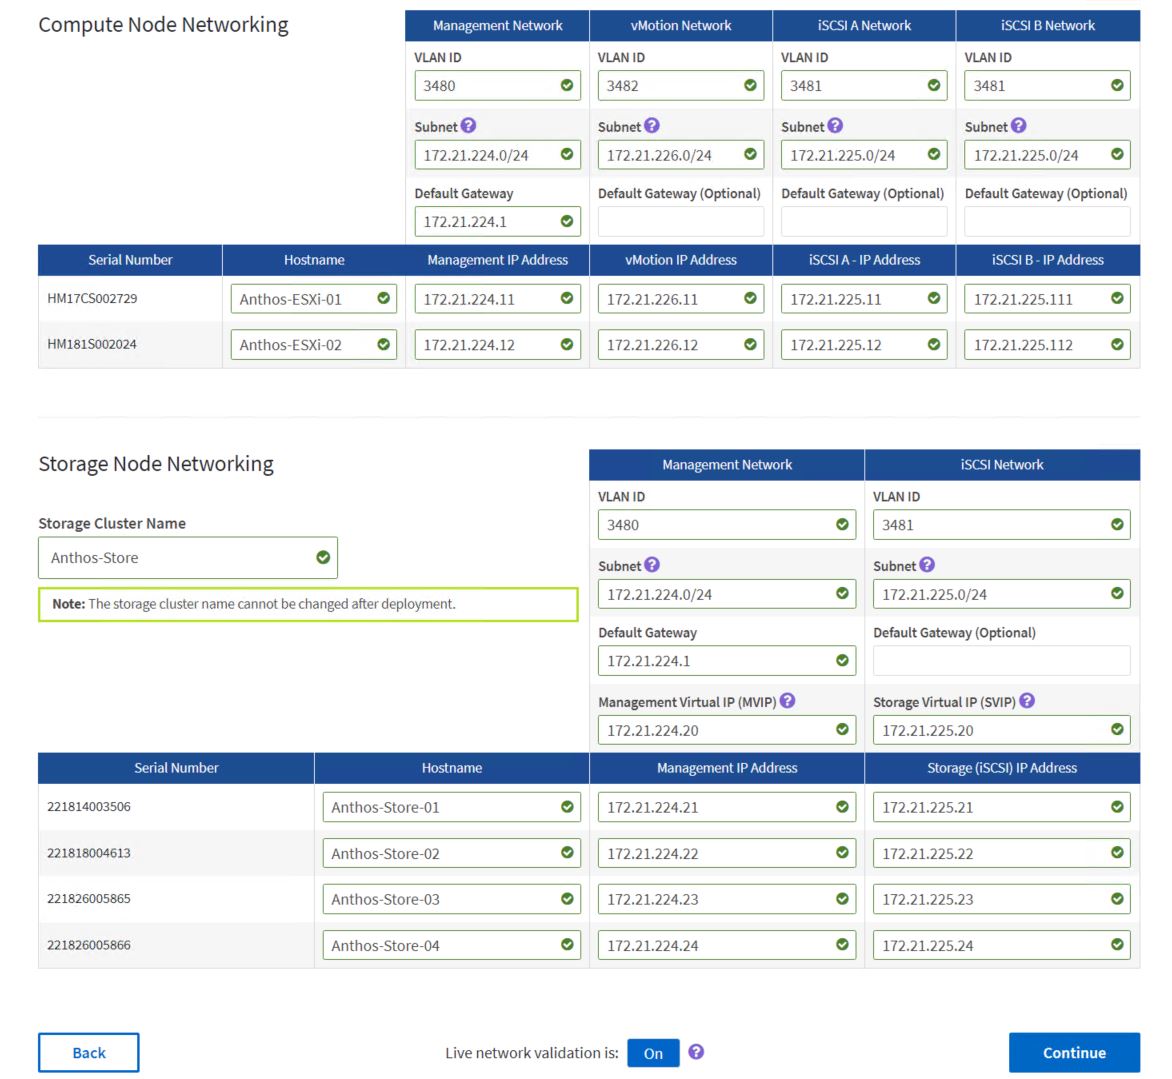 Compute Node Networking
Management Network vMotion Network iSCSI A Network iSCSI B Network
VLAN ID VLAN ID VLAN ID VLAN ID
3480 3482 3481 3481
Subnet ? Subnet ? Subnet ? Subnet ?
172.21.224.0/24 172.21.226.0/24 172.21.225.0/24 172.21.225.0/24
Default Gateway Default Gateway (Optional) Default Gateway (Optional) Default Gateway (Optional)
172.21.224.1
Serial Number Hostname Management IP Address vMotion IP Address iSCSI A - IP Address iSCSI B - IP Address
HM17CS002729 Anthos-ESXi-01 172.21.224.11 172.21.226.11 172.21.225.11 172.21.225.111
HM181S002024 Anthos-ESXi-02 172.21.224.12 172.21.226.12 172.21.225.12 172.21.225.112
Storage Node Networking
Management Network iSCSI Network
VLAN ID VLAN ID
Storage Cluster Name
3480 3481
Anthos-Store
Subnet ? Subnet ?
172.21.224.0/24 172.21.225.0/24
Note: The storage cluster name cannot be changed after deployment.
Default Gateway Default Gateway (Optional)
172.21.224.1
Management Virtual IP (MVIP) ? Storage Virtual IP (SVIP) ?
172.21.224.20 172.21.225.20
Serial Number Hostname Management IP Address Storage (iSCSI) IP Address
221814003506 Anthos-Store-01 172.21.224.21 172.21.225.21
221818004613 Anthos-Store-02 172.21.224.22 172.21.225.22
221826005865 Anthos-Store-03 172.21.224.23 172.21.225.23
221826005866 Anthos-Store-04 172.21.224.24 172.21.225.24
Back Live network validation is: On ? Continue